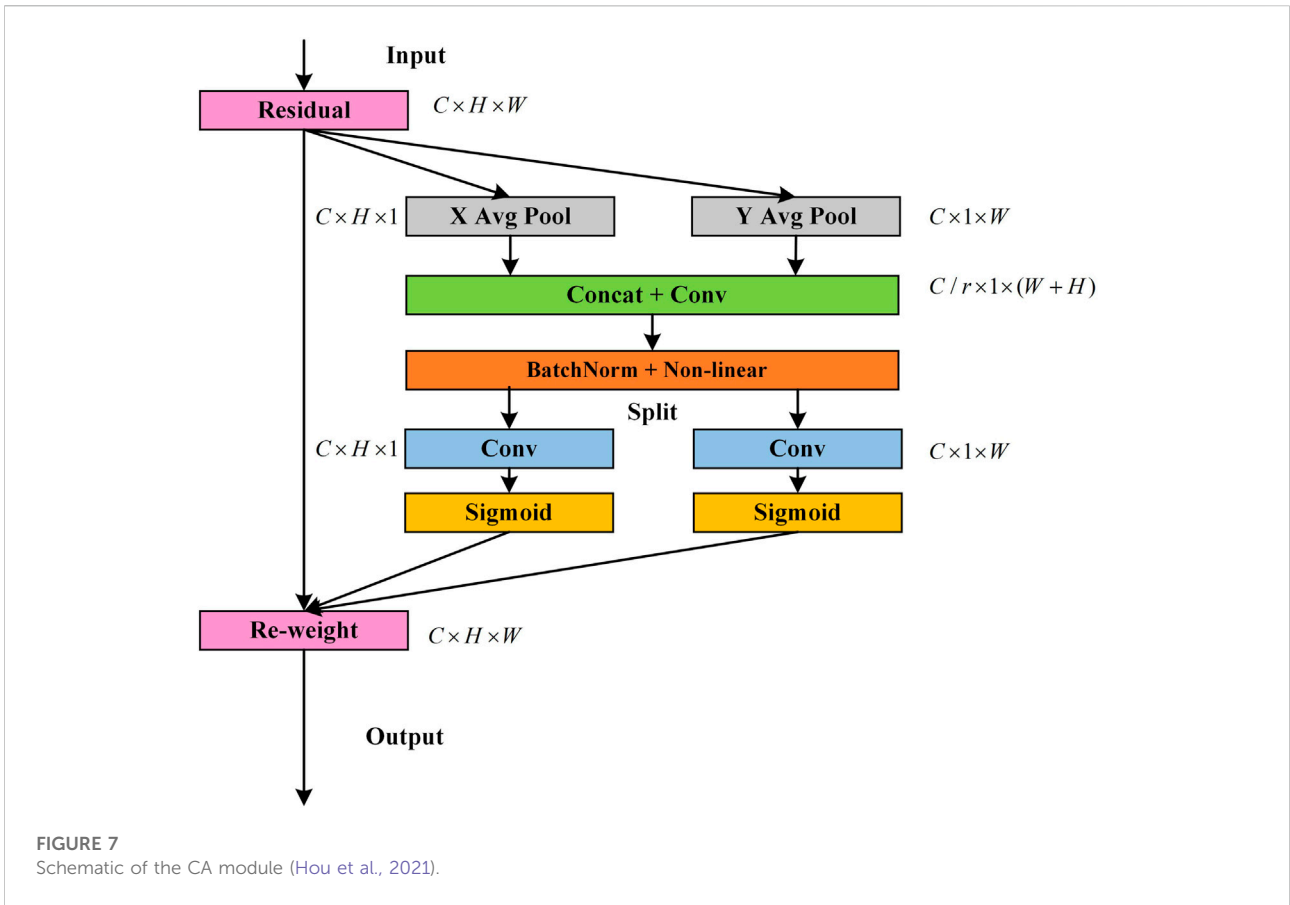 Input
Residual
C×H×W
C×H×1
X Avg Pool
Y Avg Pool
C×1×W
Concat + Conv
C/r×1×(W+H)
BatchNorm + Non-linear
Split
C×H×1
Conv
Conv
C×1×W
Sigmoid
Sigmoid
Re-weight
C×H×W
Output
FIGURE 7
Schematic of the CA module (Hou et al., 2021).